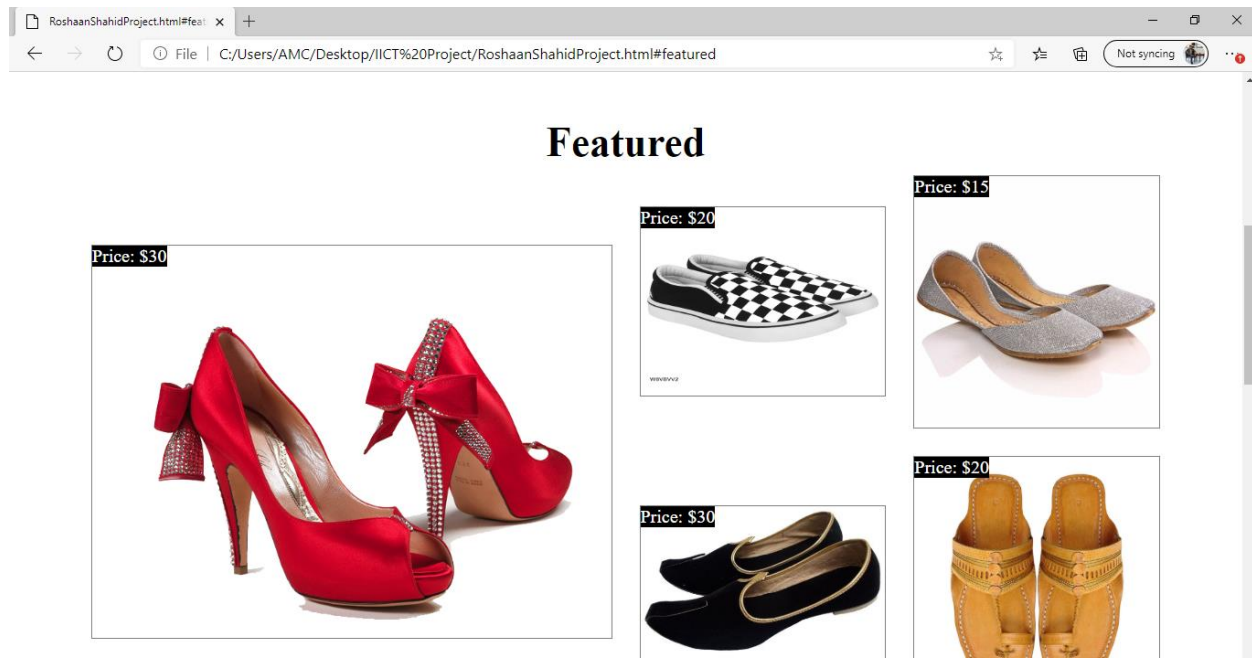 RoshaanShahidProject.html#feat
File | C:/Users/AMC/Desktop/IICT%20Project/RoshaanShahidProject.html#featured
Not syncing
Featured
Price: $30
Price: $20
Price: $15
Price: $30
Price: $20